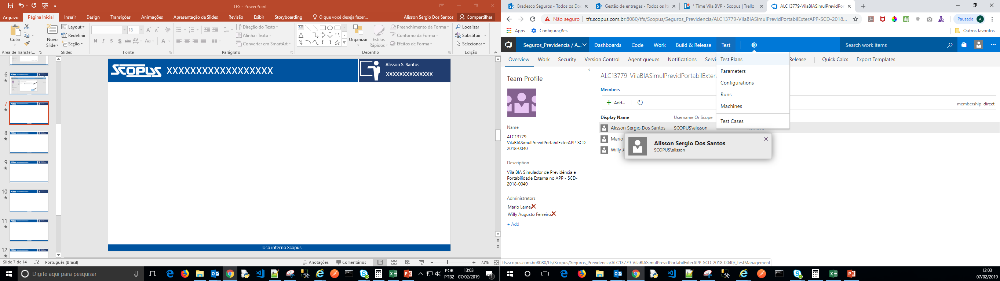 TFS - PowerPoint
Arquivo
Página Inicial
Inserir
Design
Transições
Animações
Apresentação de Slides
Revisão
Exibir
Storyboarding
O que você deseja fazer...
Alisson Sergio Dos Santos
Compartilhar
Colar
Novo
Slide
Layout
Redefinir
Seção
18
N I S S abc AV Aa A
Direção do Texto
Alinhar Texto
Converter em SmartArt
Organizar
Estilos
Rápidos
Preenchimento da Forma
Contorno da Forma
Efeitos de Forma
Localizar
Substituir
Selecionar
Área de Transfer...
Slides
Fonte
Parágrafo
Desenho
Edição
6
7
8
9
10
11
12
SCOPUS XXXXXXXXXXXXXXXXXX
Alisson S. Santos
XXXXXXXXXXXXXX
Uso interno Scopus
Slide 7 de 14
Português (Brasil)
Anotações
Comentários
73%
Digite aqui para pesquisar
POR
PTB2
13:03
07/02/2019
1
Bradesco Seguros - Todos os Doc
Gestão de entregas - Todos os Ite
* Time Vila BVP - Scopus | Trello
ALC13779-VilaBIASimulPrevidPor
Não seguro
tfs.scopus.com.br:8080/tfs/Scopus/Seguros_Previdencia/ALC13779-VilaBIASimulPrevidPortabilExterAPP-SCD-2018...
Pausada
A
Apps
Configurações
Outros favoritos
Seguros_Previdencia / A...
Dashboards
Code
Work
Build & Release
Test
Search work items
Overview
Work
Security
Version Control
Agent queues
Notifications
Servi
Release
Quick Calcs
Export Templates
Test Plans
Parameters
Configurations
Runs
Machines
Test Cases
Team Profile
Name
ALC13779-
VilaBIASimulPrevidPortabilExterAPP-SCD-
2018-0040
Description
Vila BIA Simulador de Previdência e
Portabilidade Externa no APP - SCD-
2018-0040
Administrators
Mario Leme
Willy Augusto Ferreiro
+ Add
ALC13779-VilaBIASimulPrevidPortabilExterA
Members
Add...
membership direct
Display Name
Username Or Scope
Alisson Sergio Dos Santos
SCOPUS\alisson
Mario
Willy A
Alisson Sergio Dos Santos
SCOPUS\alisson
tfs.scopus.com.br:8080/tfs/Scopus/Seguros_Previdencia/ALC13779-VilaBIASimulPrevidPortabilExterAPP-SCD-2018-0040/_testManagement
13:03
07/02/2019